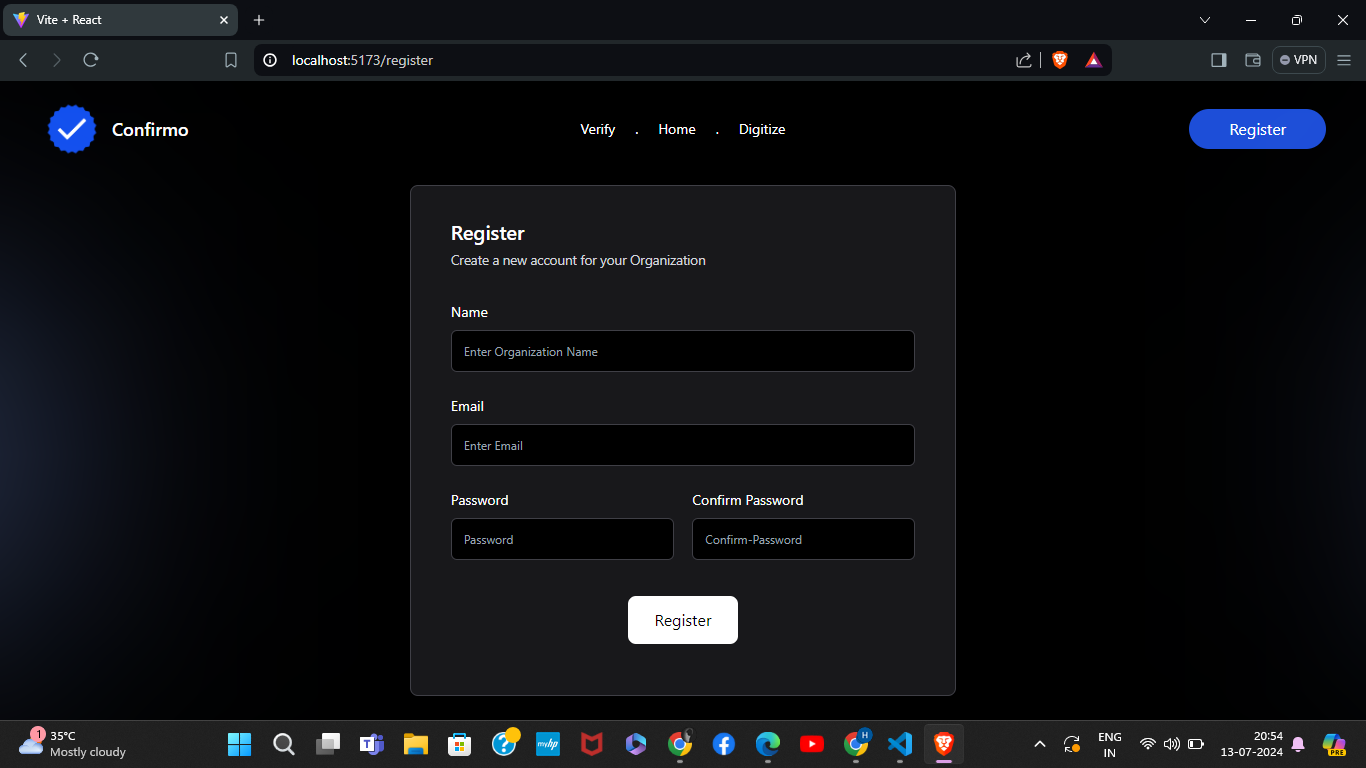 Vite + React
localhost:5173/register
VPN
Confirmo
Verify . Home . Digitize
Register
Register
Create a new account for your Organization
Name
Enter Organization Name
Email
Enter Email
Password Confirm Password
Password Confirm-Password
Register
1
35°C
Mostly cloudy
myhp
H
ENG
IN
20:54
13-07-2024
PRE